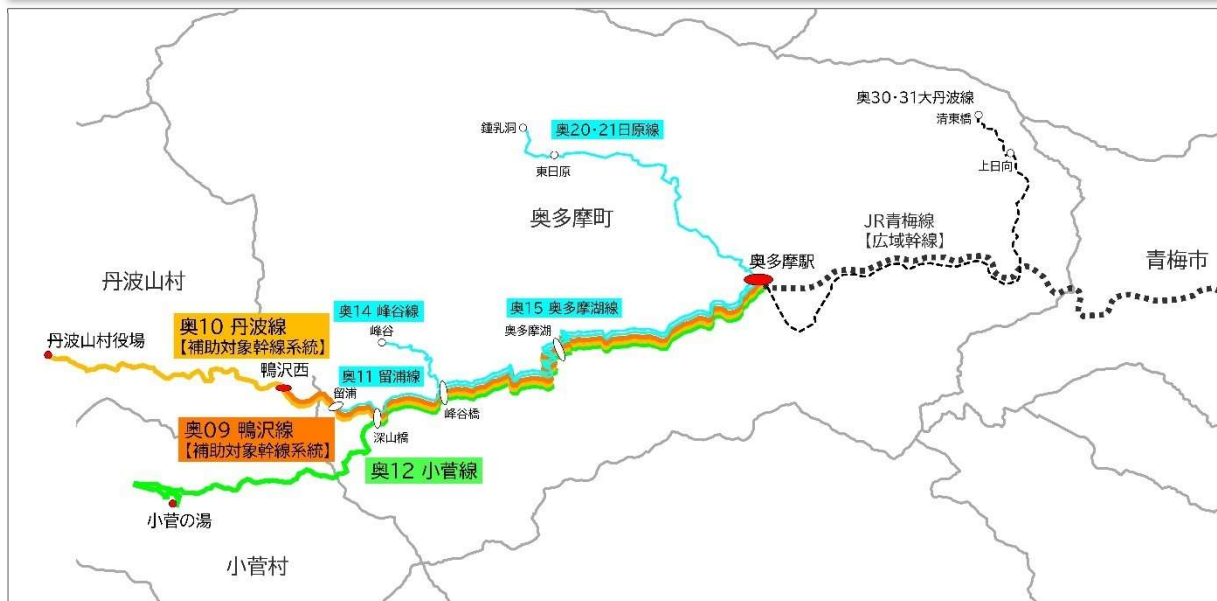 奥30・31大丹波線
清東橋
奥20・21日原線
鍾乳洞
東日原
上日向
奥多摩町
JR青梅線
【広域幹線】
青梅市
奥多摩駅
丹波山村
奥14 峰谷線
峰谷
奥15 奥多摩湖線
奥多摩湖
奥10 丹波線
【補助対象幹線系統】
丹波山村役場
鴨沢西
奥11 留浦線
留浦
峰谷橋
深山橋
奥09 鴨沢線
【補助対象幹線系統】
奥12 小菅線
小菅の湯
小菅村